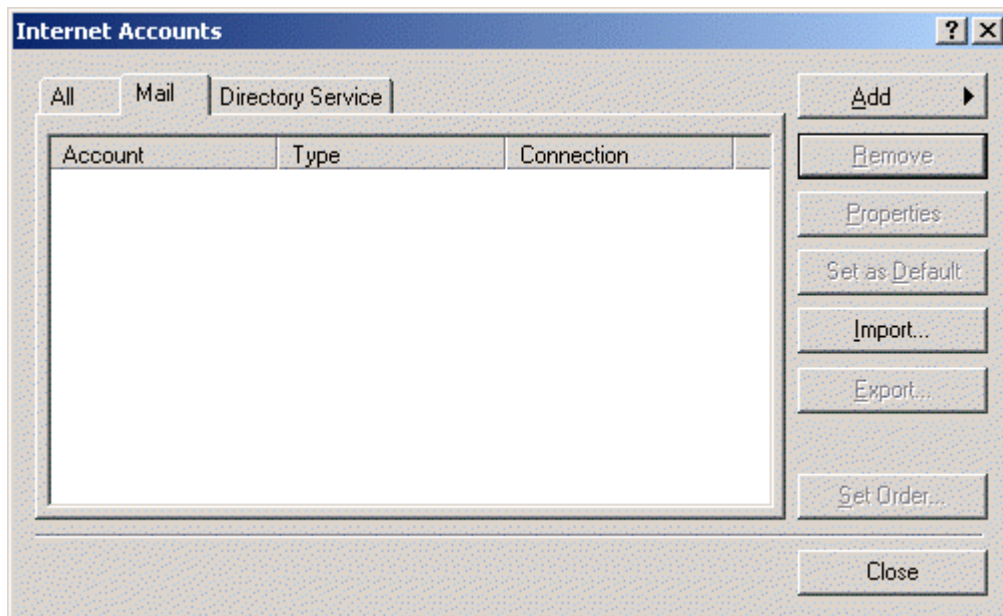 Internet Accounts
All Mail Directory Service
Account Type Connection
Add
Remove
Properties
Set as Default
Import...
Export...
Set Order...
Close